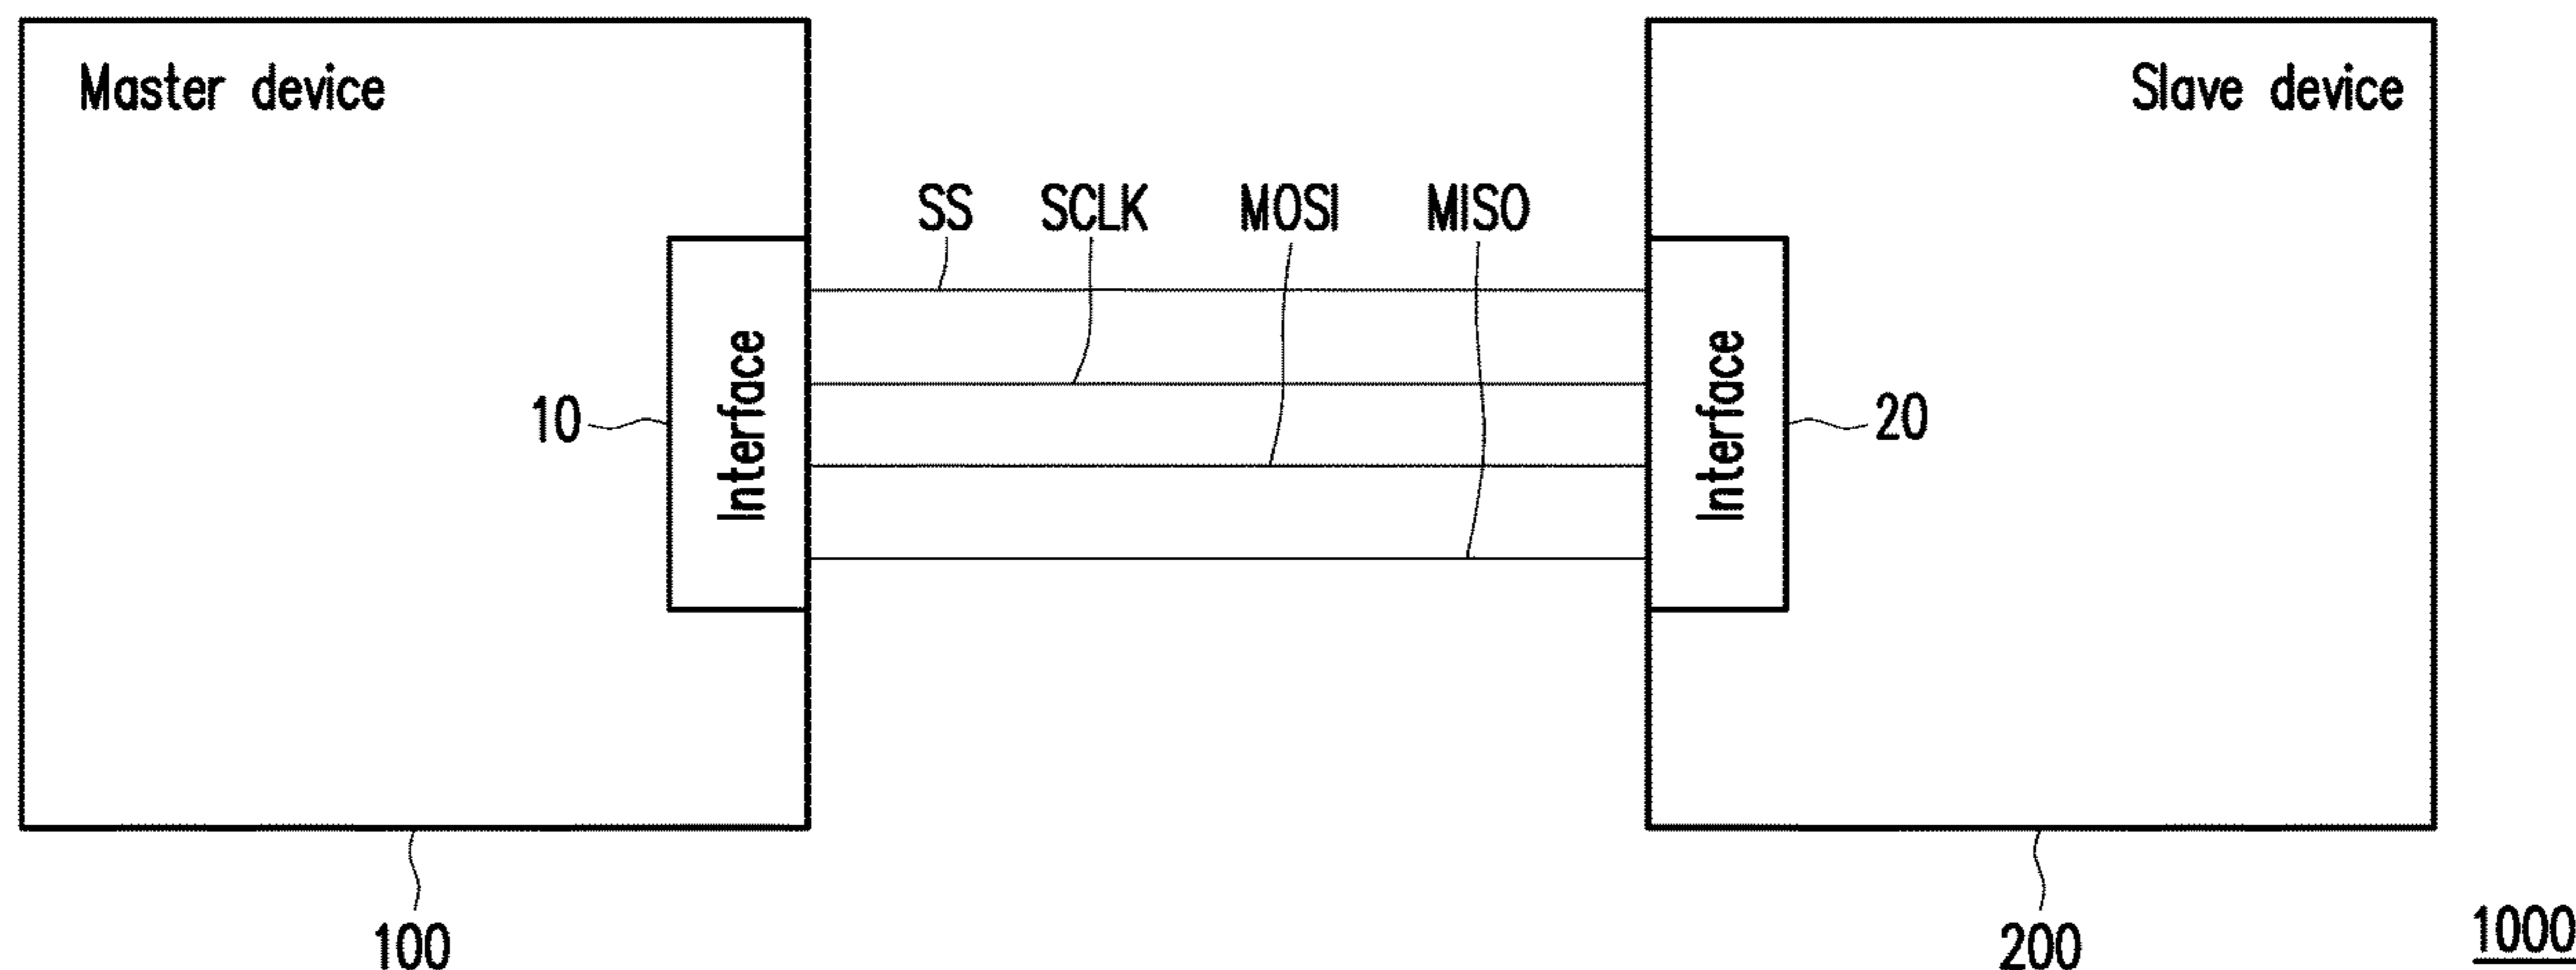 Master device
Slave device
SS
SCLK
MOSI
MISO
Interface
Interface
10
20
100
200
1000